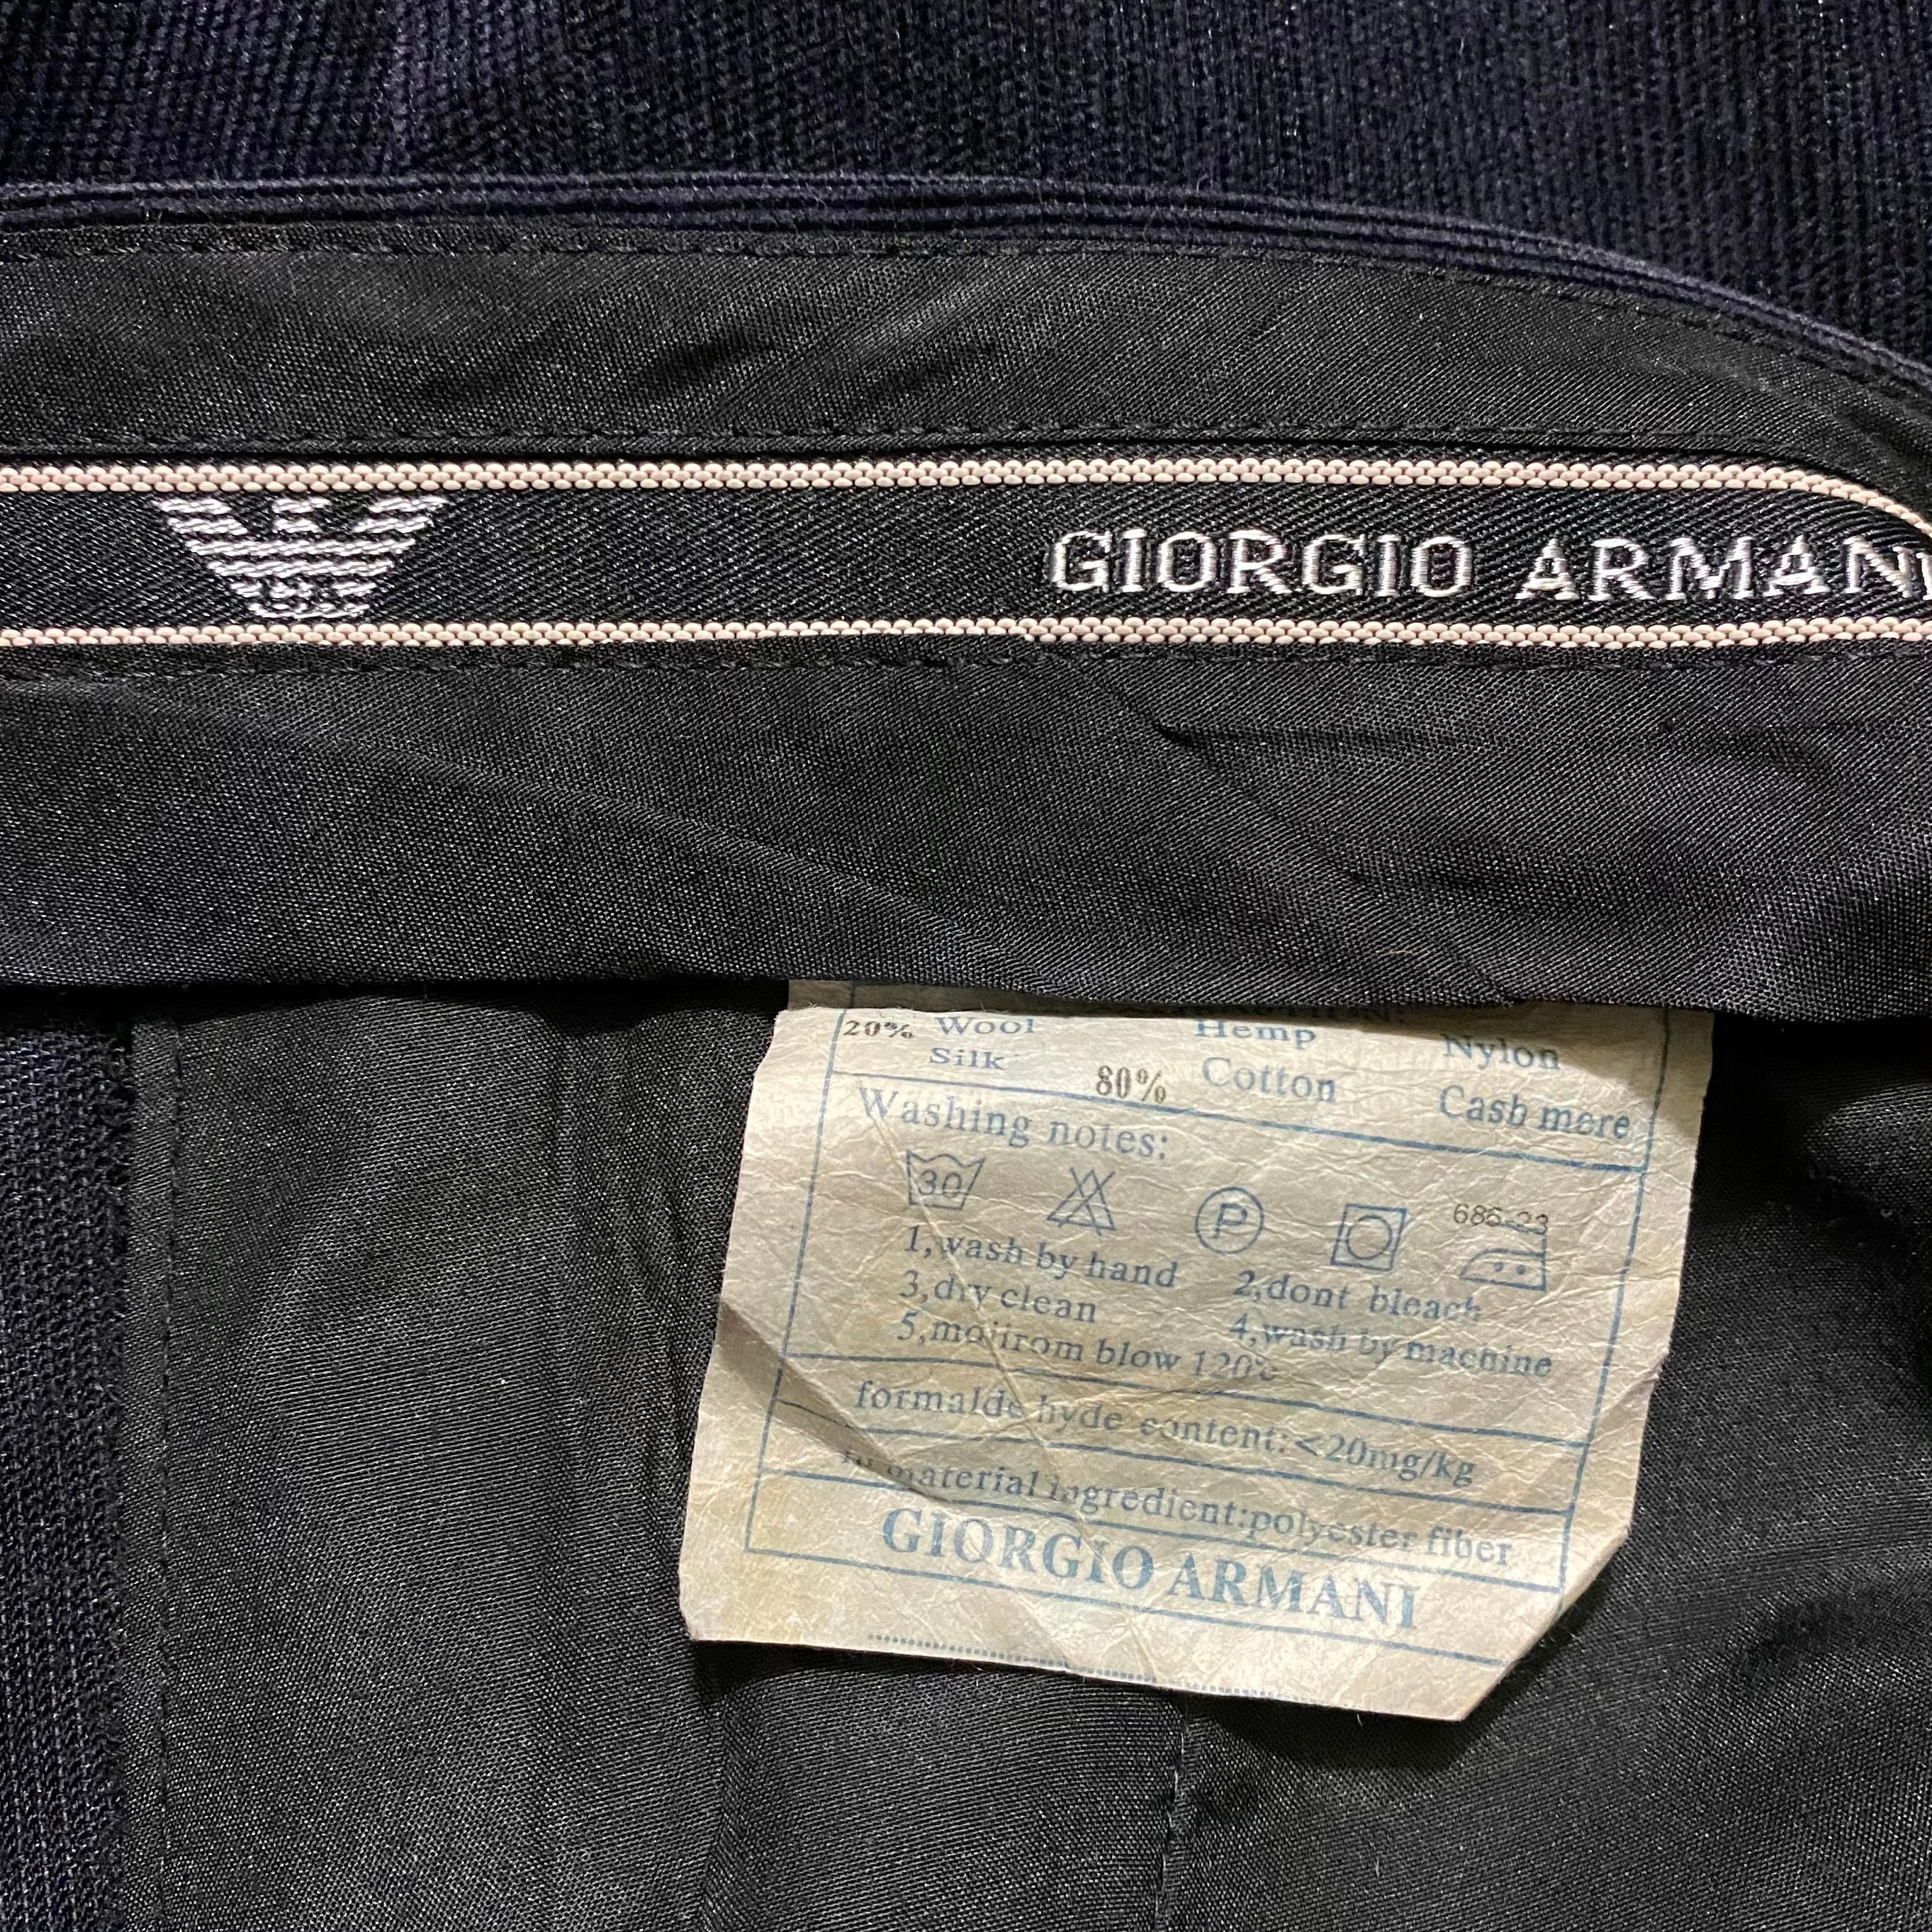 GIORGIO ARMANI
20% Wool Hemp Nylon
Silk 80% Cotton Cash mere
Washing notes:
30 P 686-23
1,wash by hand 2,dont bleach
3,dry clean 4,wash by machine
5,mojirom blow 120c
formalde hyde content:<20mg/kg
material ingredient:polyester fiber
GIORGIO ARMANI